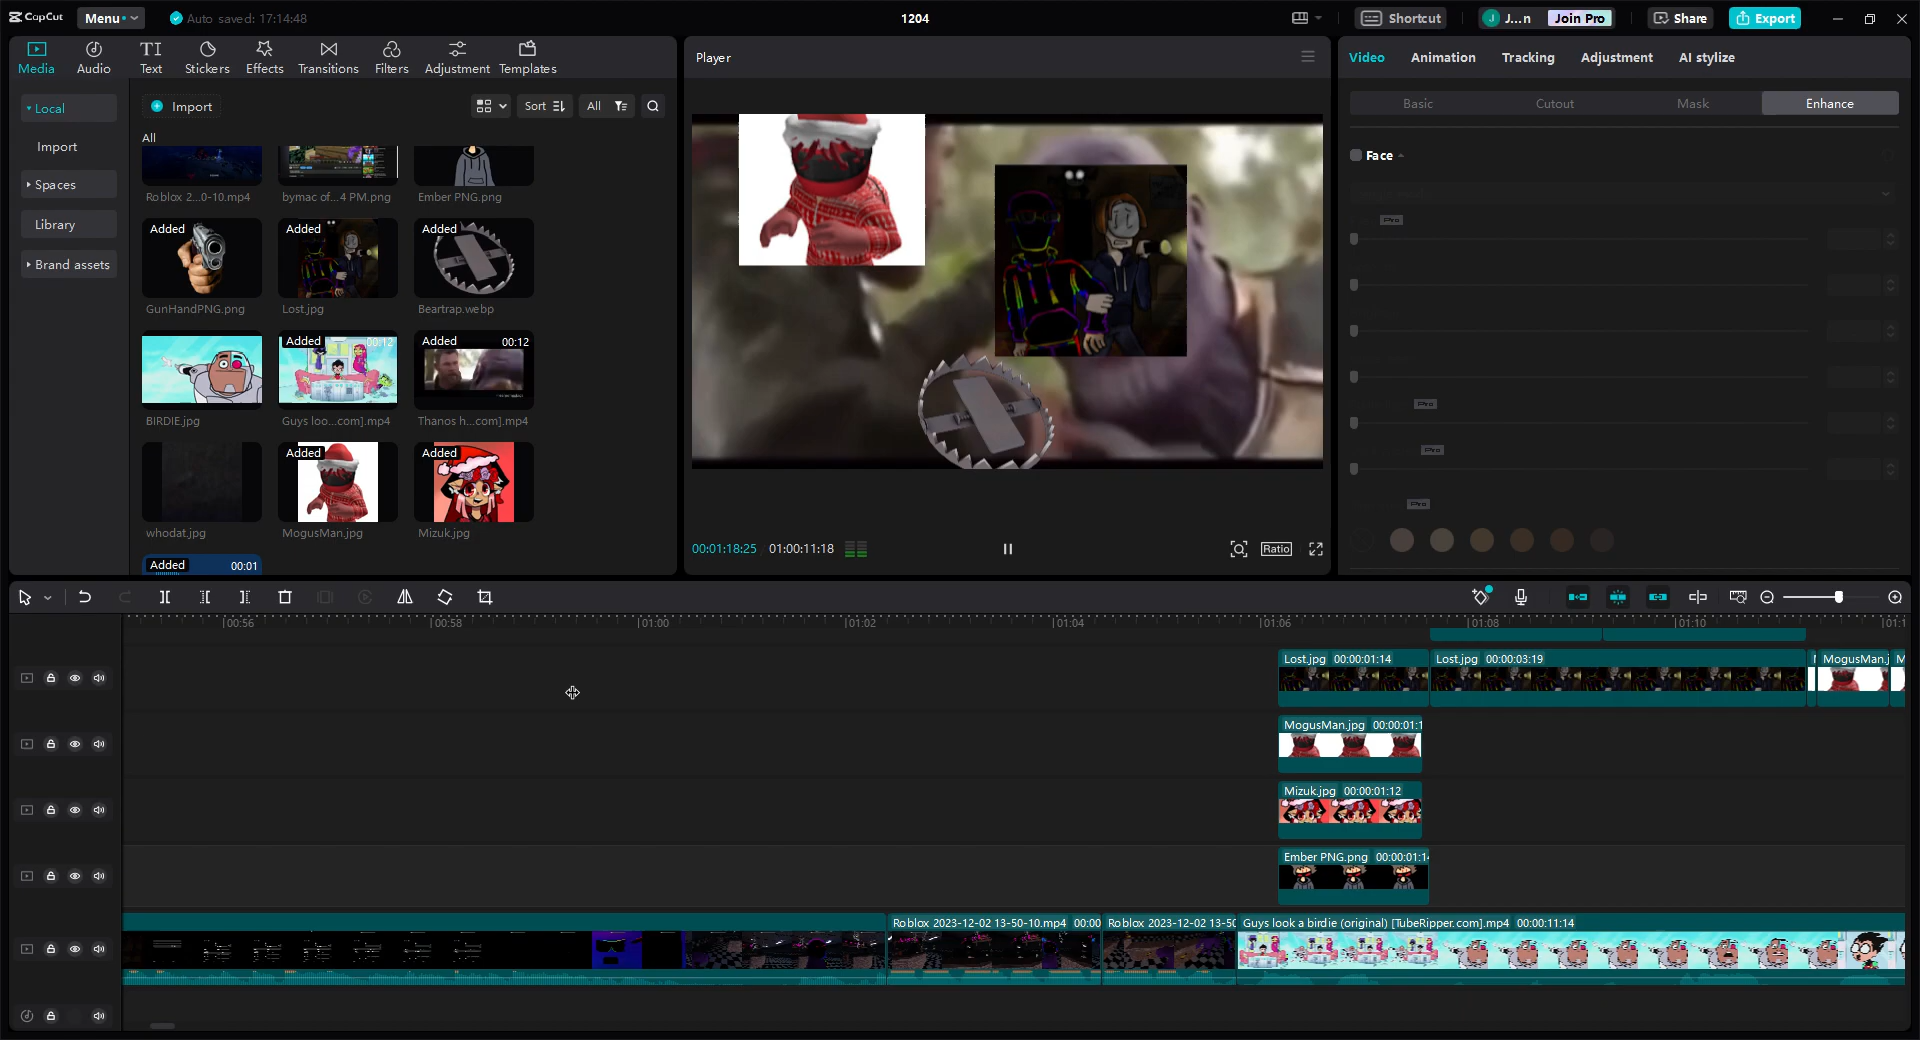 CapCut
Menu
Auto saved: 17:14:48
1204
Shortcut
J
J...n
Join Pro
Share
Export
Media
Audio
TI
Text
Stickers
Effects
Transitions
Filters
Adjustment
Templates
Player
Video
Animation
Tracking
Adjustment
AI stylize
Local
Import
Spaces
Library
Brand assets
Import
Sort
All
All
Roblox 2...0-10.mp4
bymac of...4 PM.png
Ember PNG.png
Added
GunHandPNG.png
Added
Lost.jpg
Added
Beartrap.webp
BIRDIE.jpg
Added
00:12
Guys loo...com].mp4
Added
00:12
Thanos h...com].mp4
whodat.jpg
Added
MogusMan.jpg
Added
Mizuk.jpg
Added
00:01
00:01:18:25
01:00:11:18
Ratio
Basic
Cutout
Mask
Enhance
Face
Pro
Pro
Pro
Pro
00:56
00:58
01:00
01:02
01:04
01:06
01:08
01:10
01:1
Lost.jpg 00:00:01:14
Lost.jpg 00:00:03:19
MogusMan.j
M
MogusMan.jpg 00:00:01:1
Mizuk.jpg 00:00:01:12
Ember PNG.png 00:00:01:14
Roblox 2023-12-02 13-50-10.mp4 00:00
Roblox 2023-12-02 13-50
Guys look a birdie (original) [TubeRipper.com].mp4 00:00:11:14